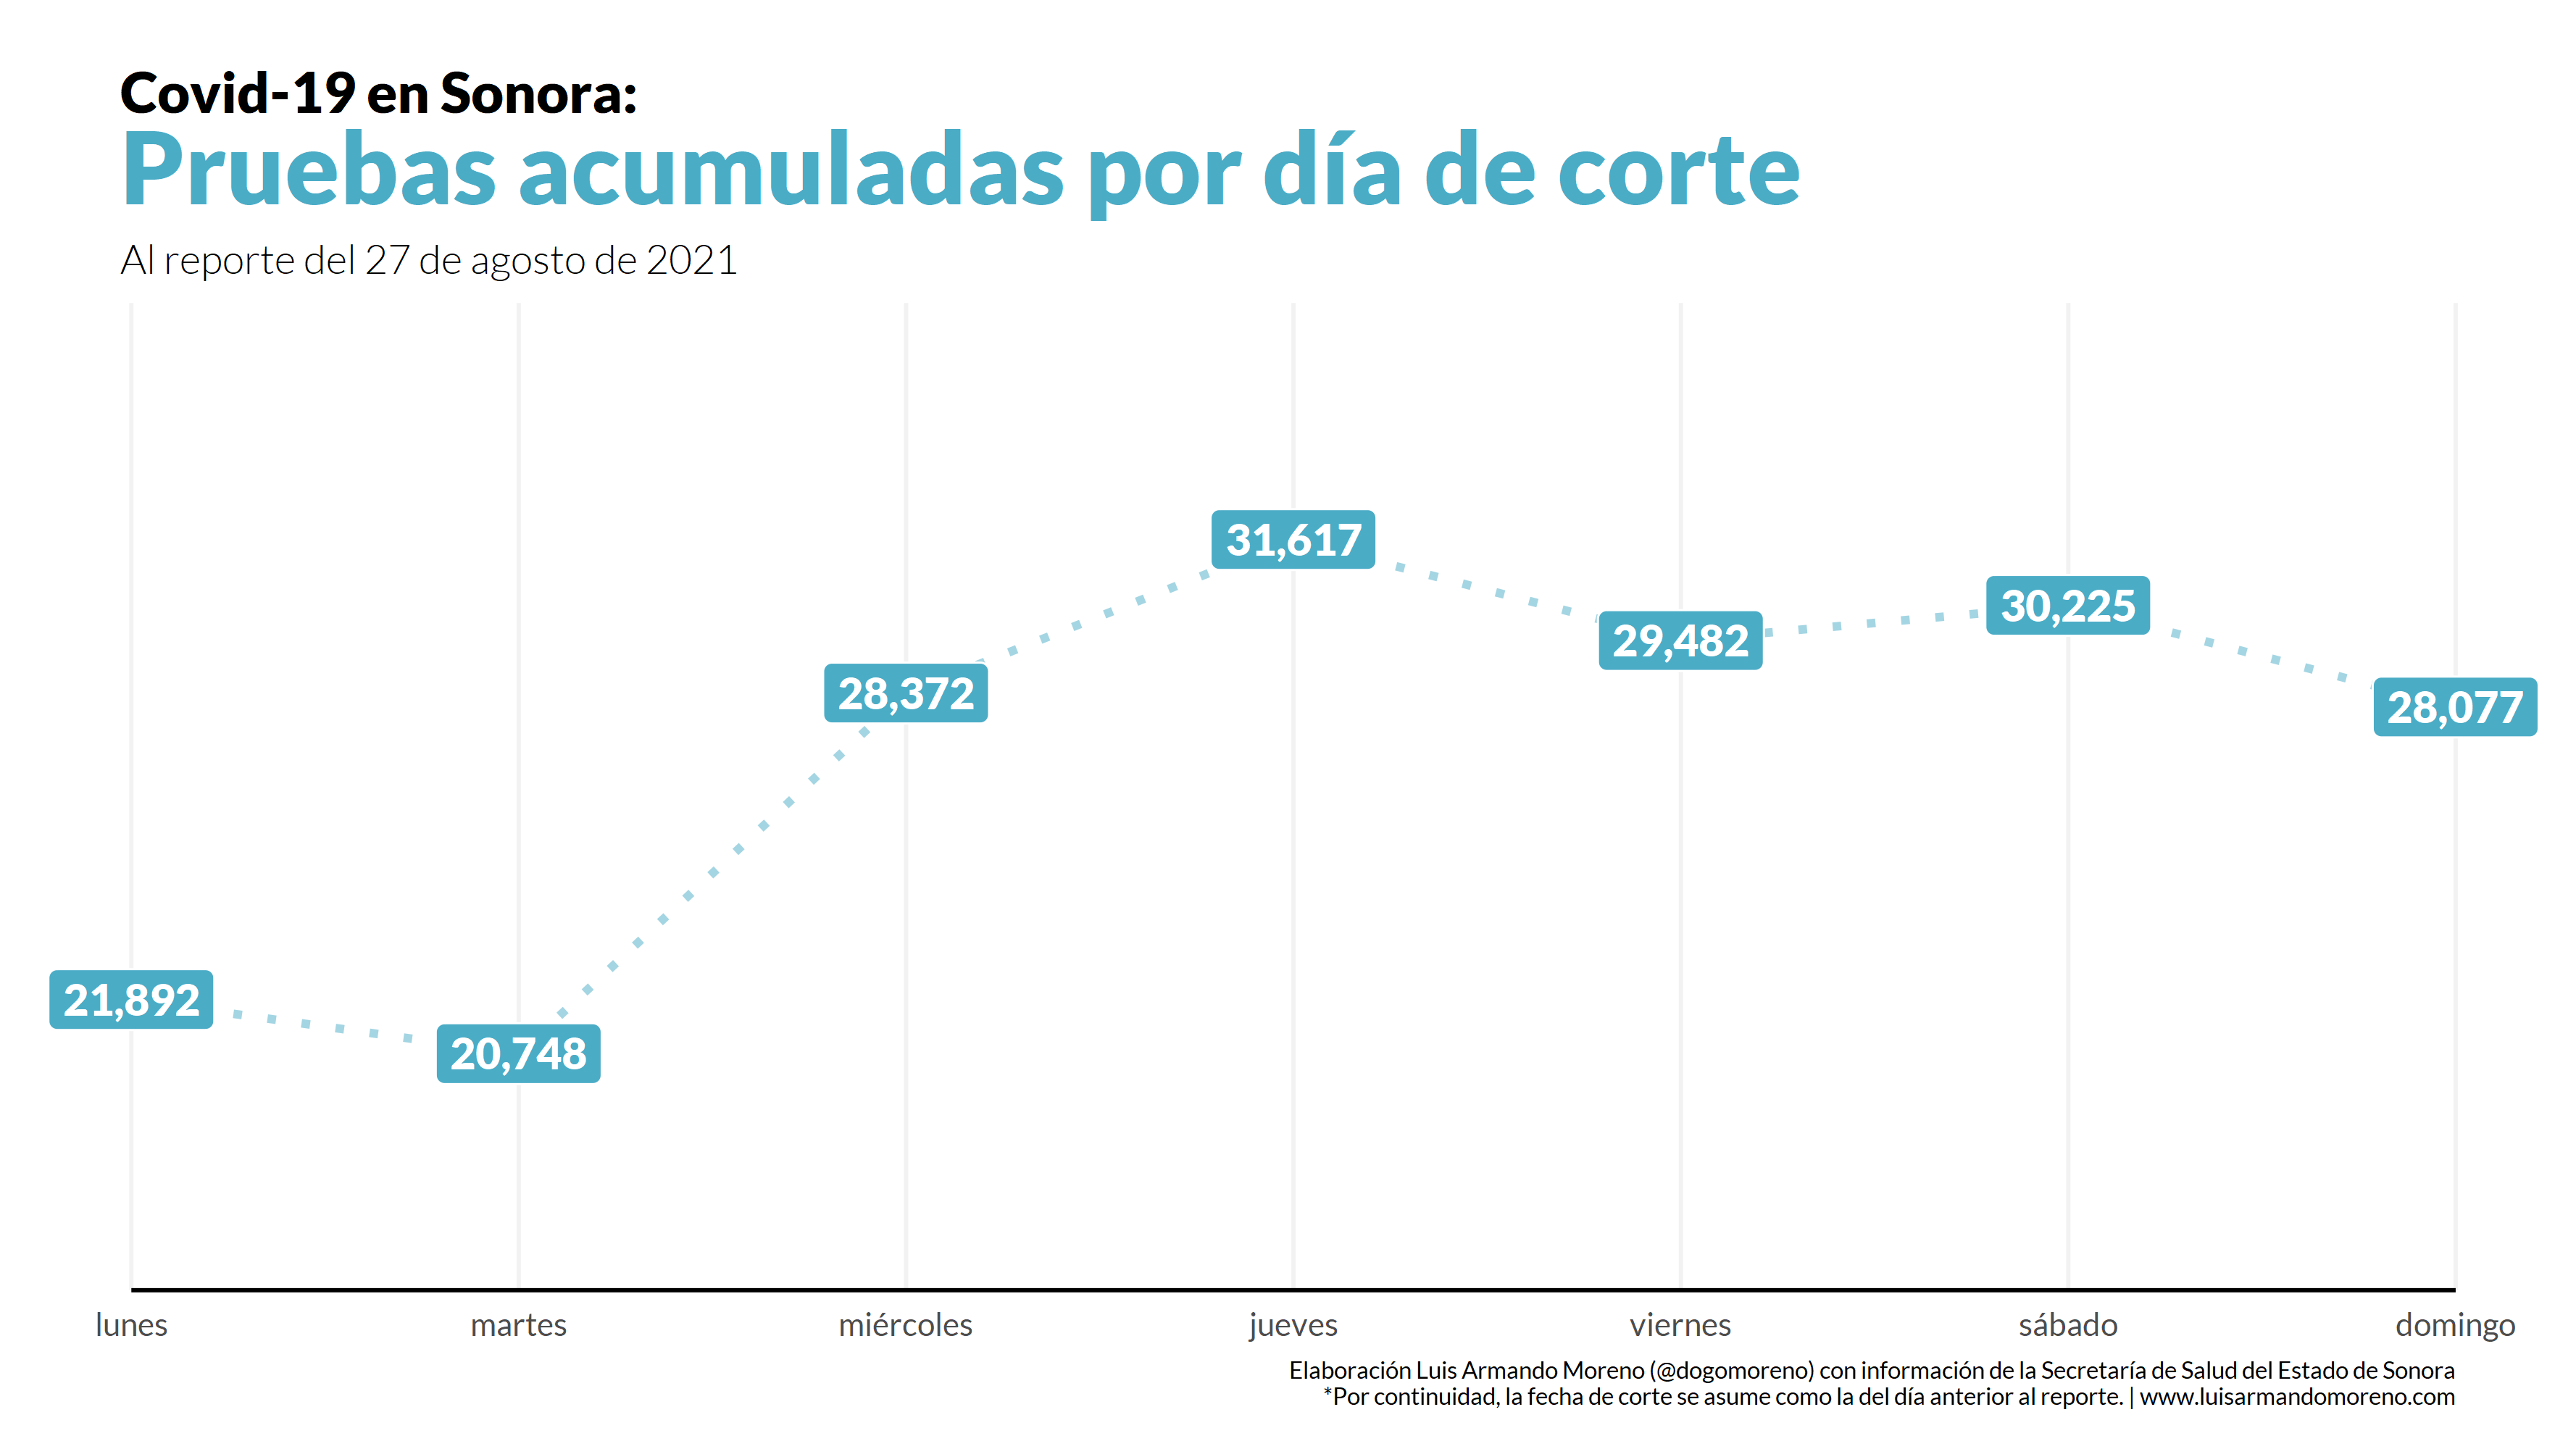 Covid-19 en Sonora:
Pruebas acumuladas por día de corte
Al reporte del 27 de agosto de 2021
31,617
30,225
29,482
28,372
28,077
21,892
20,748
lunes martes miércoles jueves viernes sábado domingo
Elaboración Luis Armando Moreno (@dogomoreno) con información de la Secretaría de Salud del Estado de Sonora
*Por continuidad, la fecha de corte se asume como la del día anterior al reporte. | www.luisarmandomoreno.com